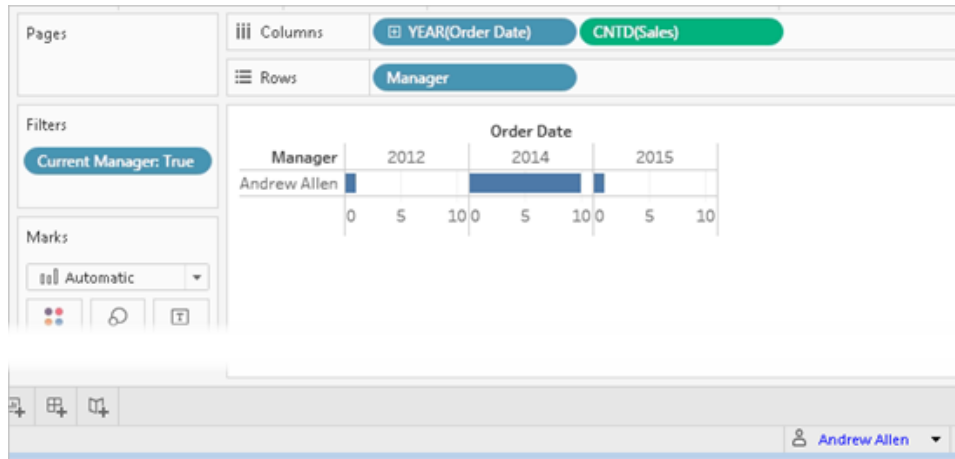 Pages
Columns
YEAR(Order Date)
CNTD(Sales)
Rows
Manager
Filters
Current Manager: True
Order Date
Manager 2012 2014 2015
Andrew Allen
0 5 10 0 5 10 0 5 10
Marks
Automatic
T
Andrew Allen